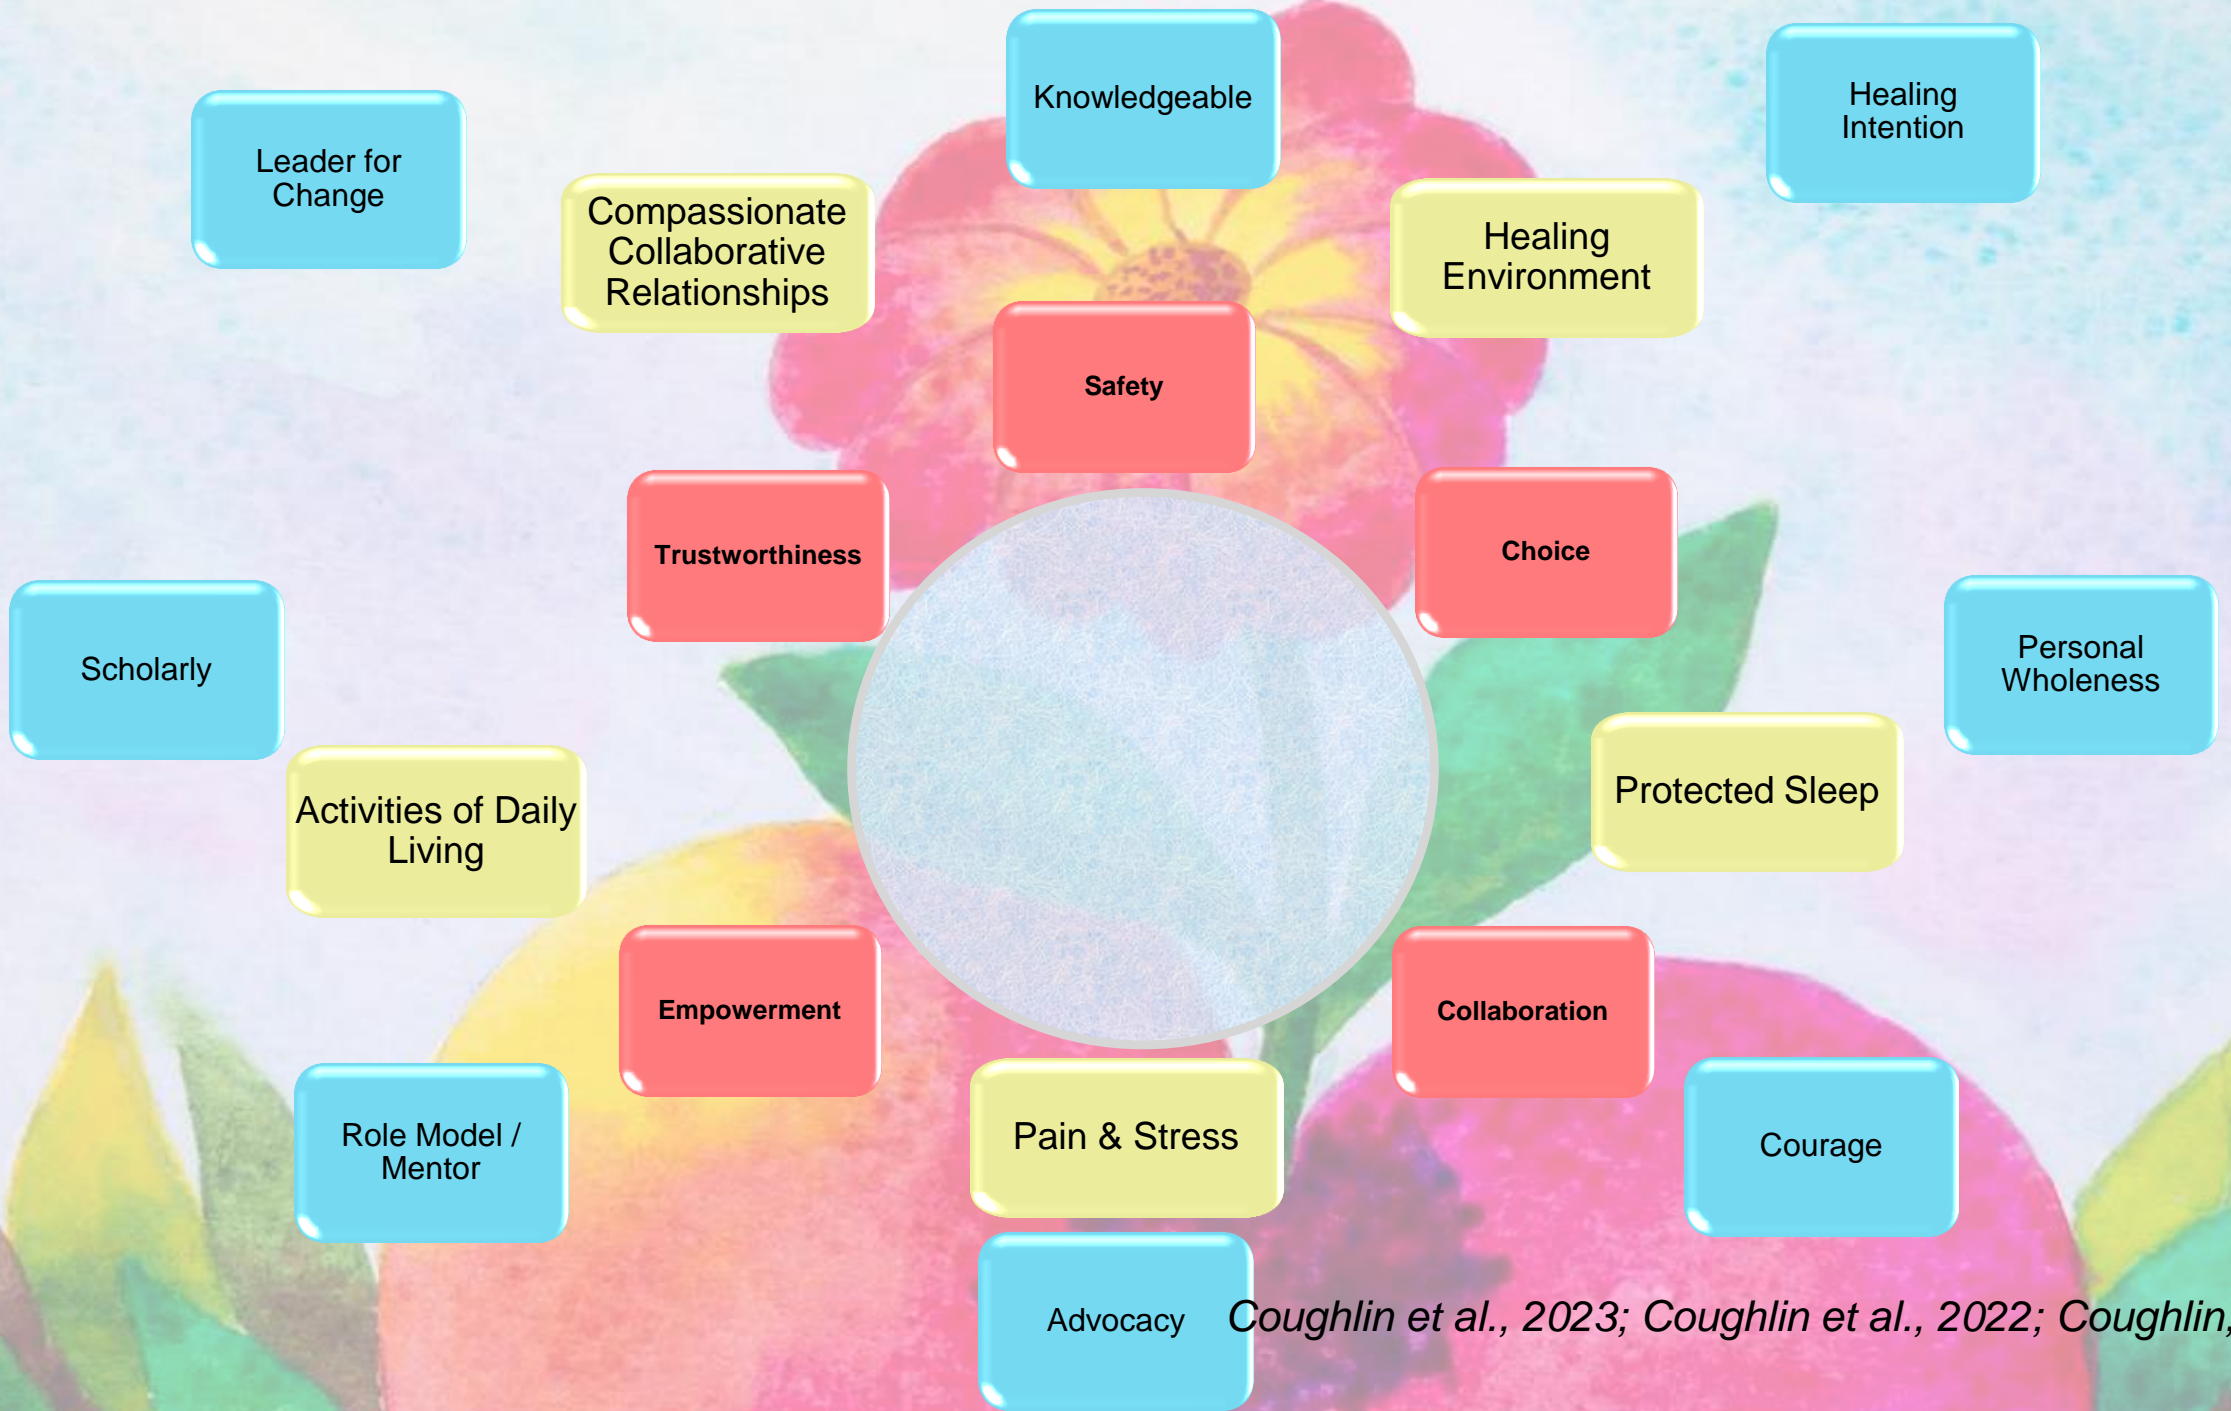 Knowledgeable
Healing
Intention
Leader for
Change
Compassionate
Collaborative
Relationships
Healing
Environment
Safety
Trustworthiness
Choice
Scholarly
Personal
Wholeness
Activities of Daily
Living
Protected Sleep
Empowerment
Collaboration
Role Model /
Mentor
Pain & Stress
Courage
Advocacy
Coughlin et al., 2023; Coughlin et al., 2022; Coughlin,